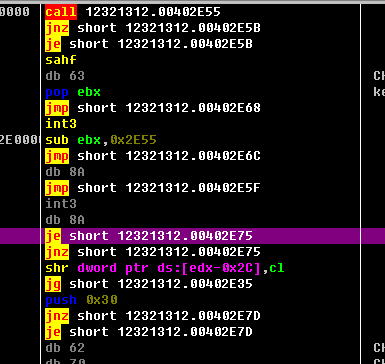 0000 call 12321312.00402E55
jnz short 12321312.00402E5B
je short 12321312.00402E5B
sahf
db 63 CH
pop ebx ke
jmp short 12321312.00402E68
int3
2E0000 sub ebx,0x2E55
jmp short 12321312.00402E6C
db 8A
jmp short 12321312.00402E5F
int3
db 8A
je short 12321312.00402E75
jnz short 12321312.00402E75
shr dword ptr ds:[edx-0x2C],cl
jg short 12321312.00402E35
push 0x30
jnz short 12321312.00402E7D
je short 12321312.00402E7D
db 62 CH